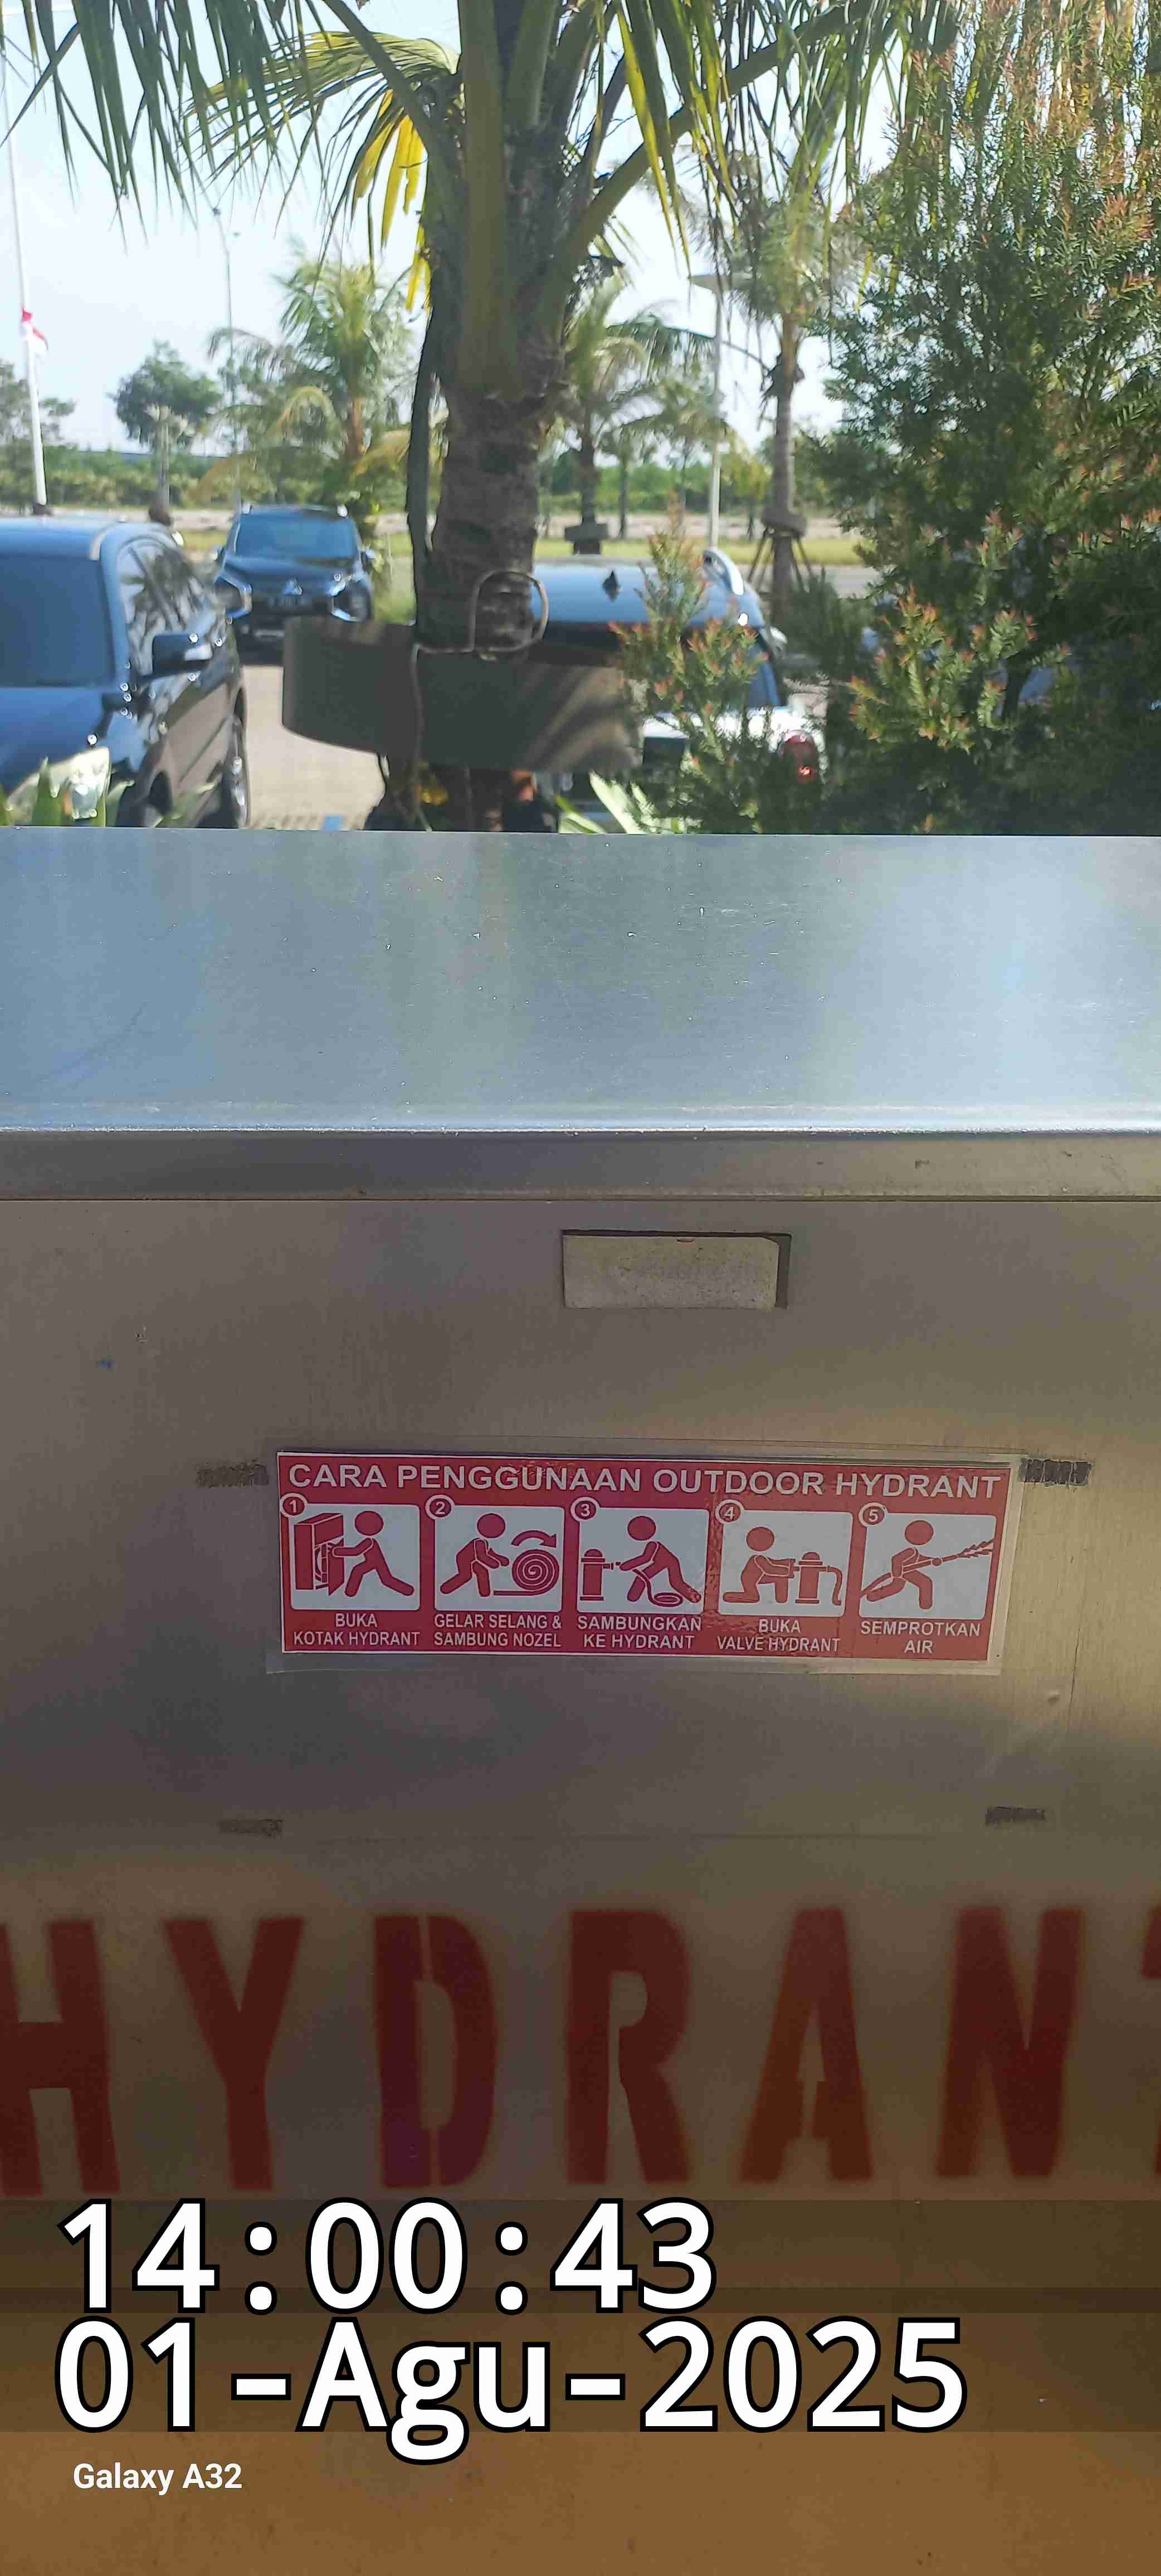 CARA PENGGUNAAN OUTDOOR HYDRANT
1
2
3
4
5
BUKA
KOTAK HYDRANT
GELAR SELANG &
SAMBUNG NOZEL
SAMBUNGKAN
KE HYDRANT
BUKA
VALVE HYDRANT
SEMPROTKAN
AIR
HYDRANT
14:00:43
01-Agu-2025
Galaxy A32